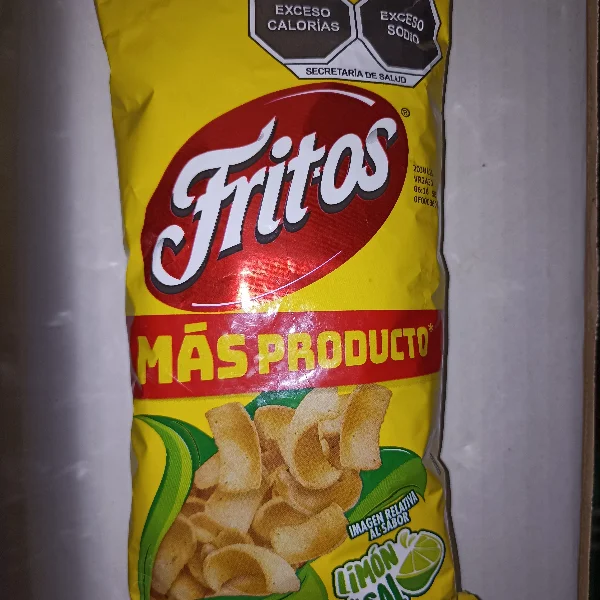 EXCESO
CALORÍAS
EXCESO
SODIO
SECRETARÍA DE SALUD
Fritos
®
MÁS PRODUCTO*
IMAGEN RELATIVA
AL SABOR
LIMÓN
SAL